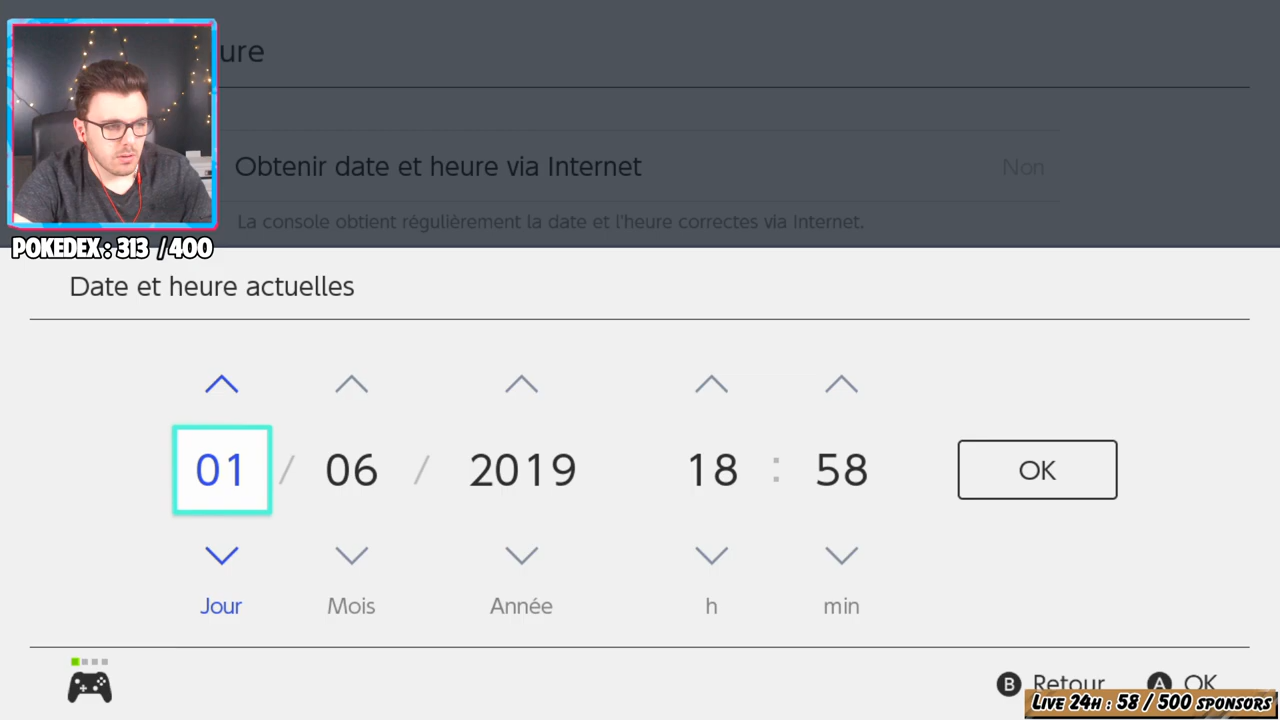 ure
Obtenir date et heure via Internet Non
La console obtient régulièrement la date et l'heure correctes via Internet.
POKEDEX : 313 / 400
Date et heure actuelles
01 / 06 / 2019 18 : 58 OK
Jour Mois Année h min
B Retour A OK
LIVE 24H : 58 / 500 SPONSORS